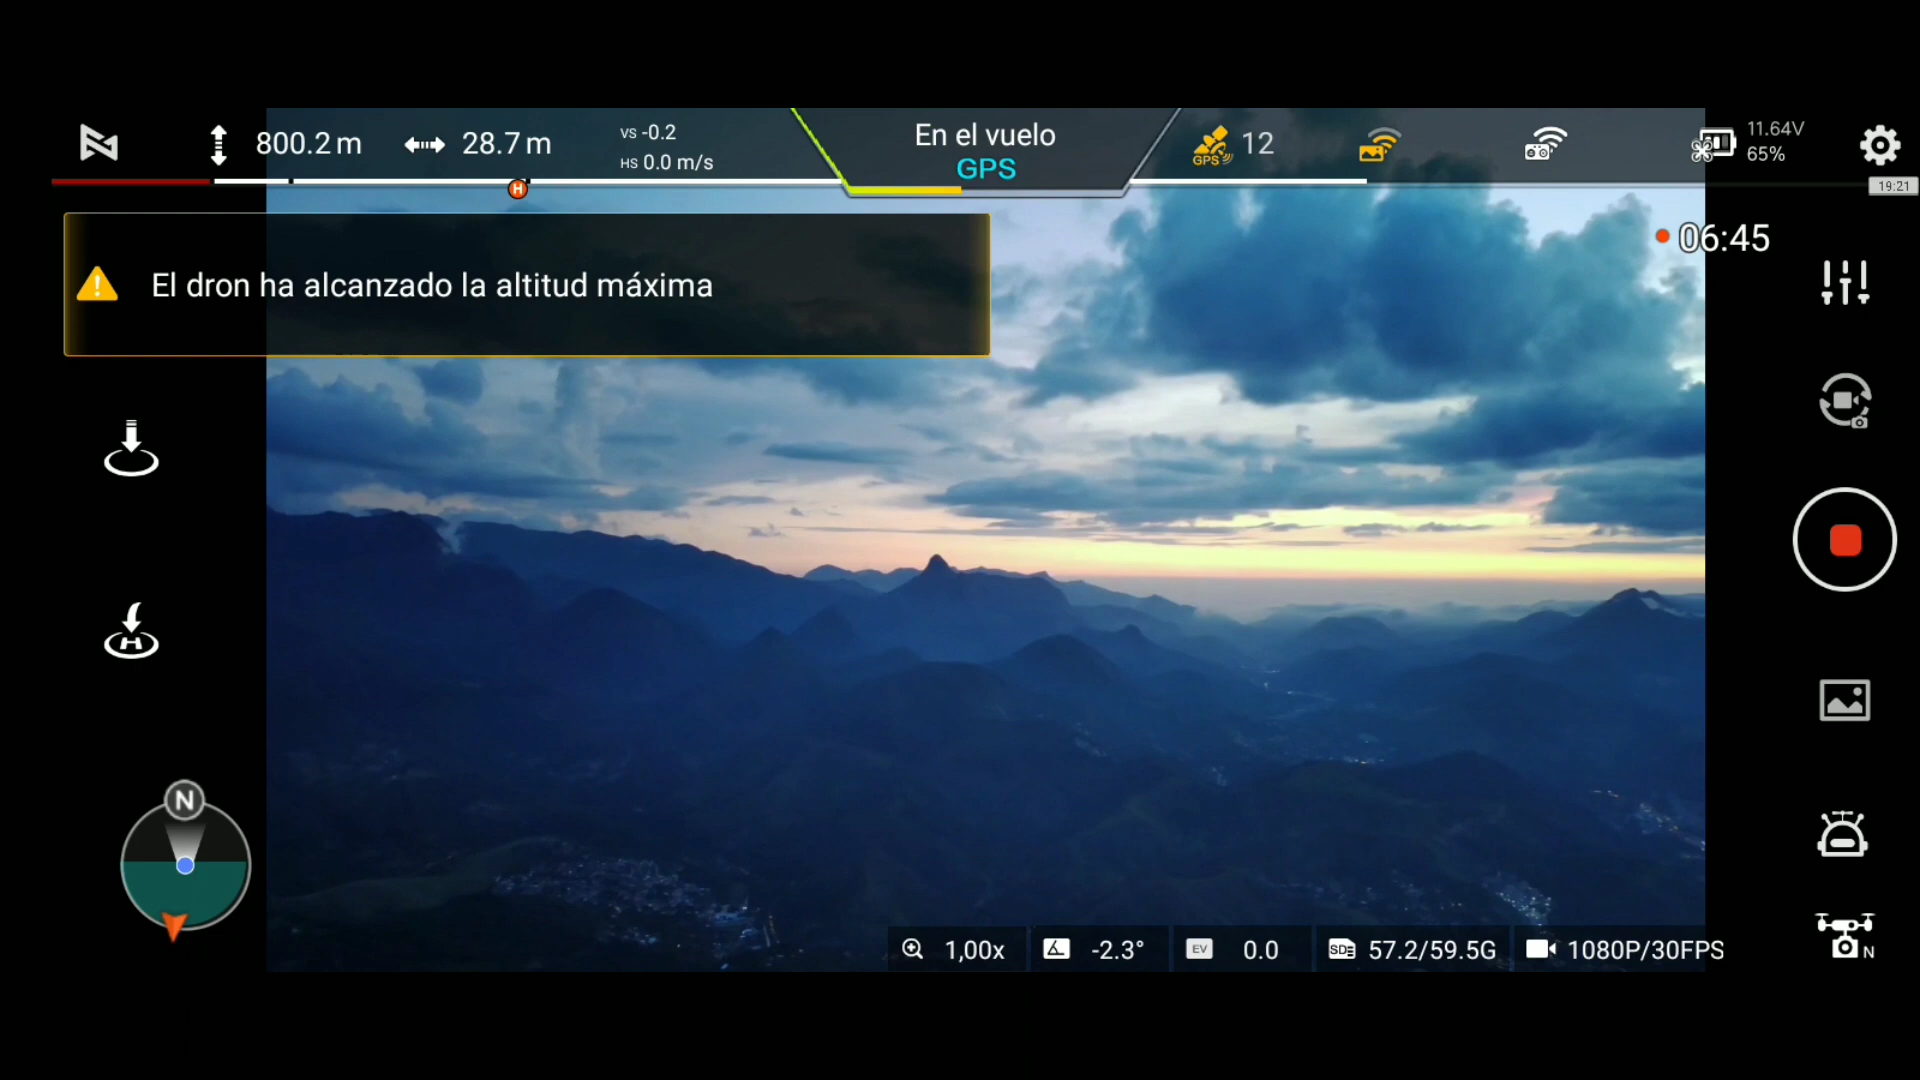 800.2 m
28.7 m
VS -0.2
HS 0.0 m/s
En el vuelo
GPS
GPS
12
11.64V
65%
19:21
H
06:45
El dron ha alcanzado la altitud máxima
H
N
1,00x
-2.3°
EV 0.0
SD 57.2/59.5G
1080P/30FPS
N